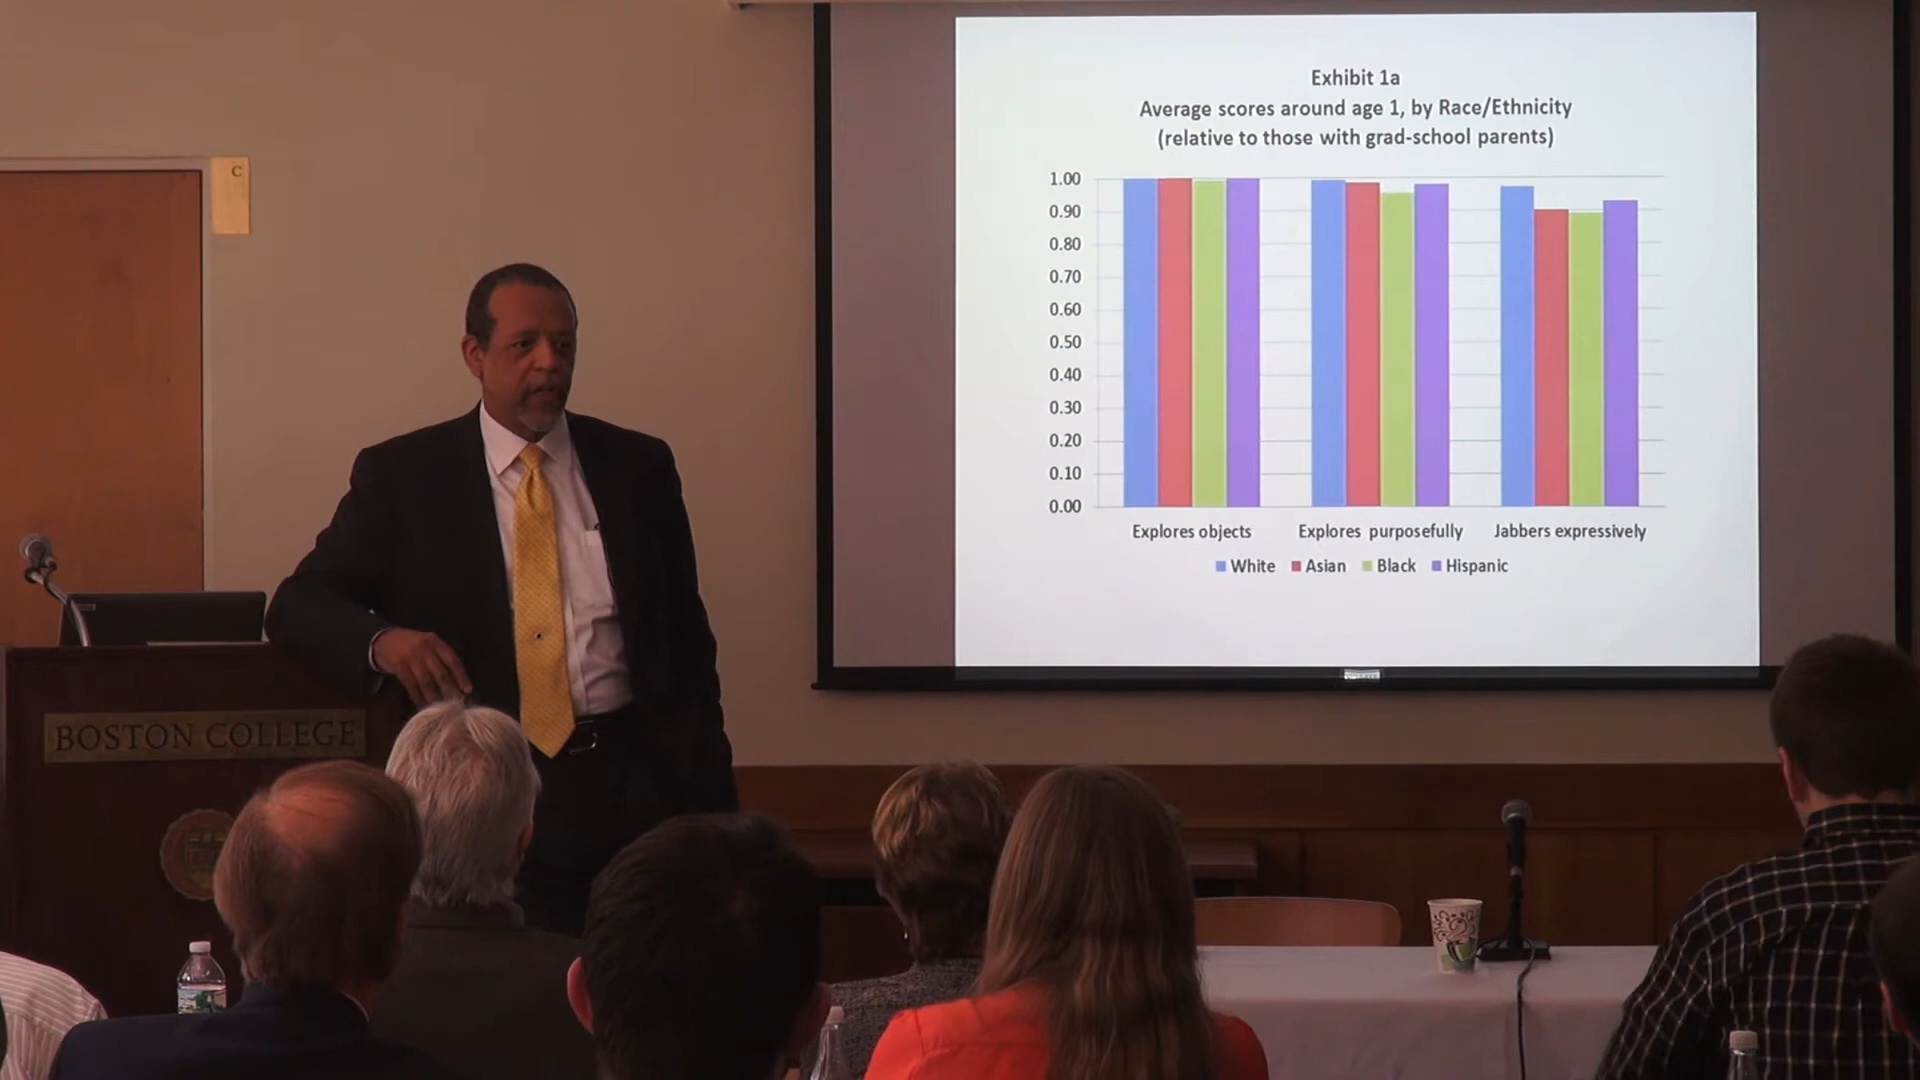 C
Exhibit 1a
Average scores around age 1, by Race/Ethnicity
(relative to those with grad-school parents)
1.00
0.90
0.80
0.70
0.60
0.50
0.40
0.30
0.20
0.10
0.00
Explores objects Explores purposefully Jabbers expressively
White Asian Black Hispanic
BOSTON COLLEGE